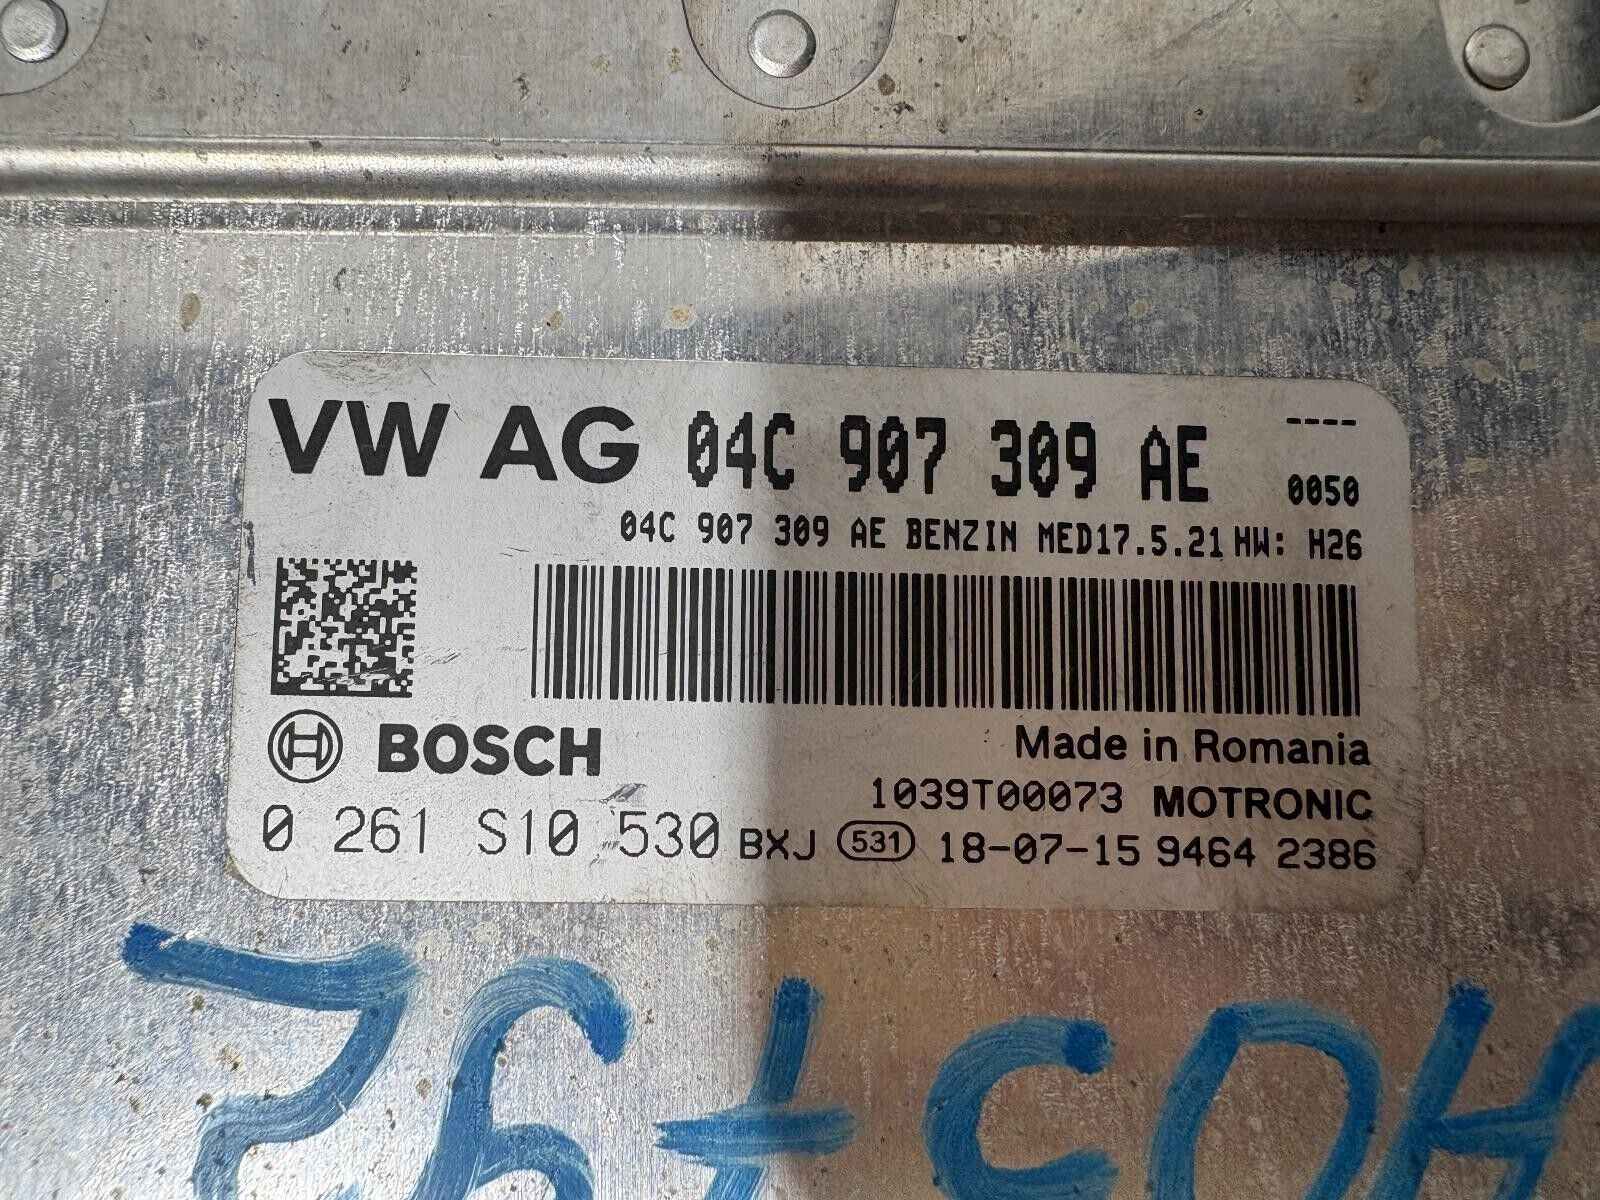 VW AG 04C 907 309 AE ----
0050
04C 907 309 AE BENZIN MED17.5.21 HW: H26
BOSCH
Made in Romania
1039T00073 MOTRONIC
0 261 S10 530 BXJ 531 18-07-15 9464 2386